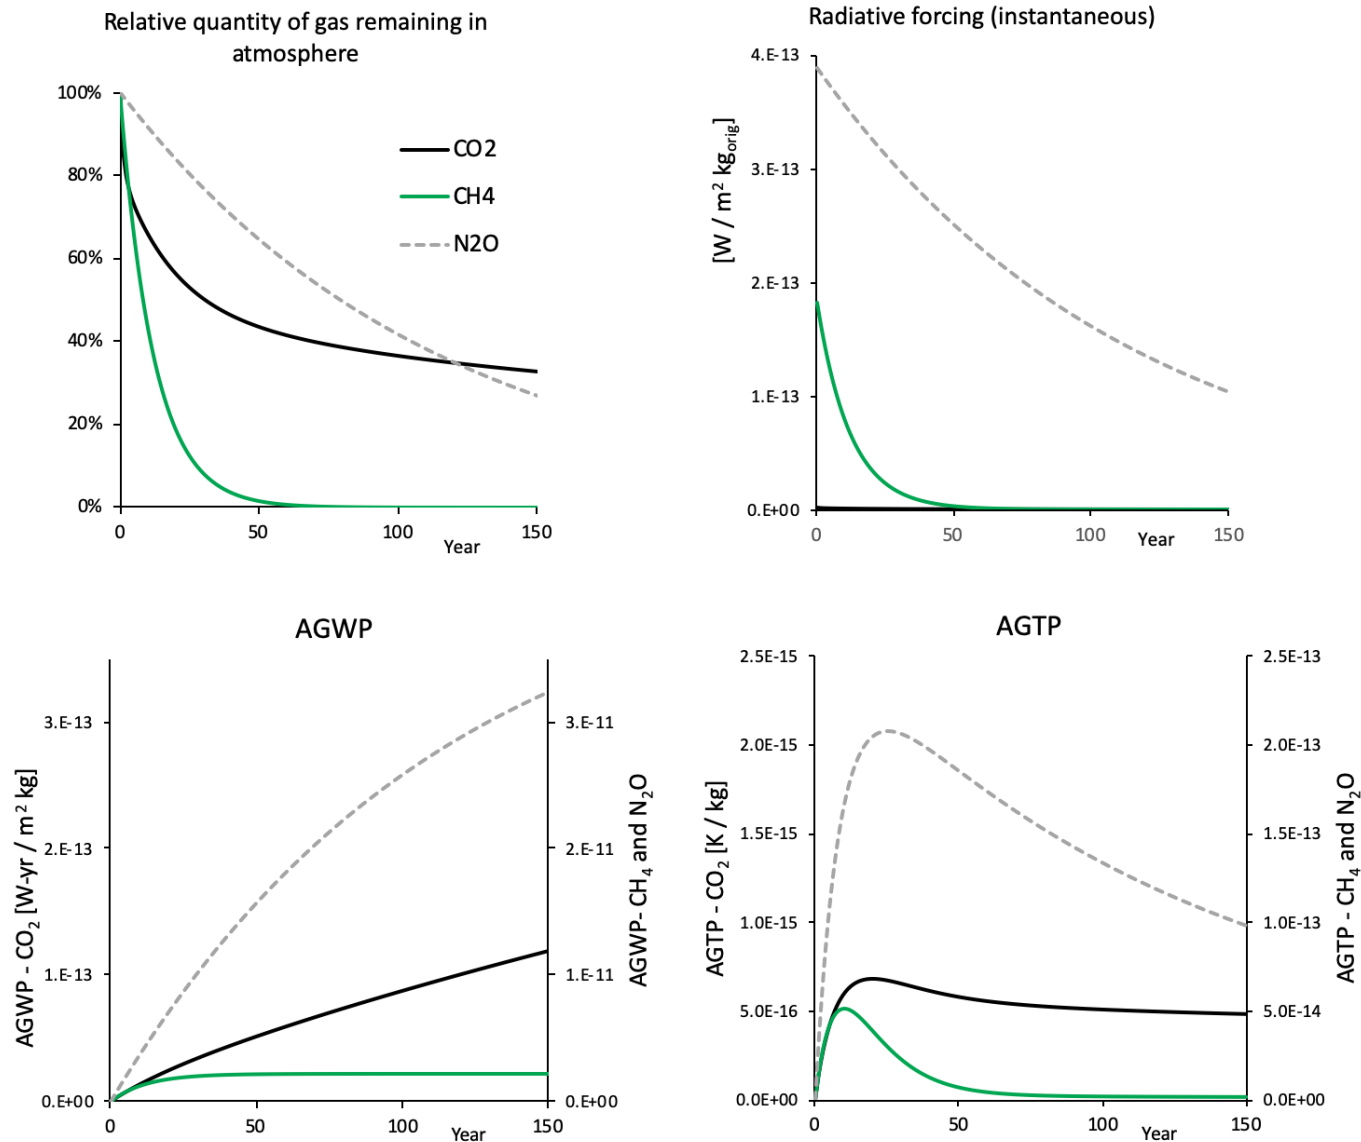 Relative quantity of gas remaining in
atmosphere
100%
80%
60%
40%
20%
0%
0
50
100
150
Year
CO2
CH4
N2O
Radiative forcing (instantaneous)
[W / m² kg_orig]
4.E-13
3.E-13
2.E-13
1.E-13
0.E+00
0
50
100
150
Year
AGWP
AGWP - CO₂ [W-yr / m² kg]
3.E-13
2.E-13
1.E-13
0.E+00
0
50
100
150
Year
3.E-11
2.E-11
1.E-11
0.E+00
AGWP- CH₄ and N₂O
AGTP
AGTP - CO₂ [K / kg]
2.5E-15
2.0E-15
1.5E-15
1.0E-15
5.0E-16
0.0E+00
0
50
100
150
Year
2.5E-13
2.0E-13
1.5E-13
1.0E-13
5.0E-14
0.0E+00
AGTP - CH₄ and N₂O